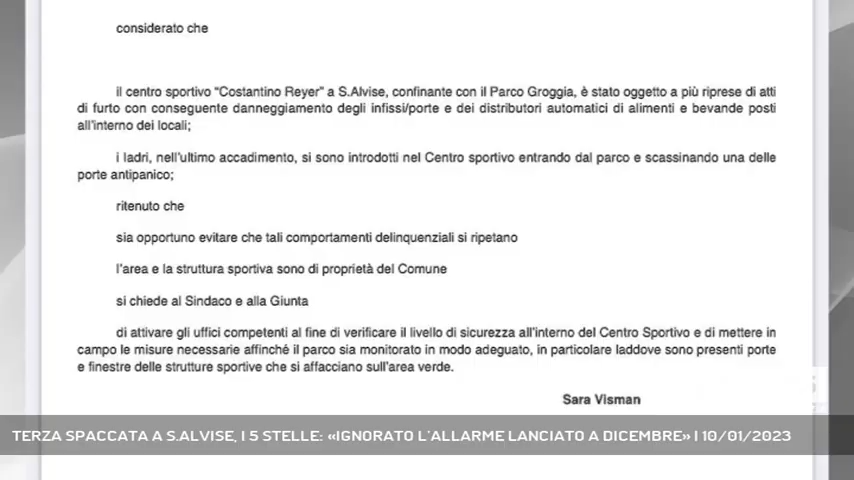 considerato che
il centro sportivo “Costantino Reyer” a S.Alvise, confinante con il Parco Groggia, è stato oggetto a più riprese di atti
di furto con conseguente danneggiamento degli infissi/porte e dei distributori automatici di alimenti e bevande posti
all'interno dei locali;
i ladri, nell'ultimo accadimento, si sono introdotti nel Centro sportivo entrando dal parco e scassinando una delle
porte antipanico;
ritenuto che
sia opportuno evitare che tali comportamenti delinquenziali si ripetano
l'area e la struttura sportiva sono di proprietà del Comune
si chiede al Sindaco e alla Giunta
di attivare gli uffici competenti al fine di verificare il livello di sicurezza all'interno del Centro Sportivo e di mettere in
campo le misure necessarie affinché il parco sia monitorato in modo adeguato, in particolare laddove sono presenti porte
e finestre delle strutture sportive che si affacciano sull'area verde.
Sara Visman
TERZA SPACCATA A S.ALVISE, I 5 STELLE: «IGNORATO L'ALLARME LANCIATO A DICEMBRE» | 10/01/2023